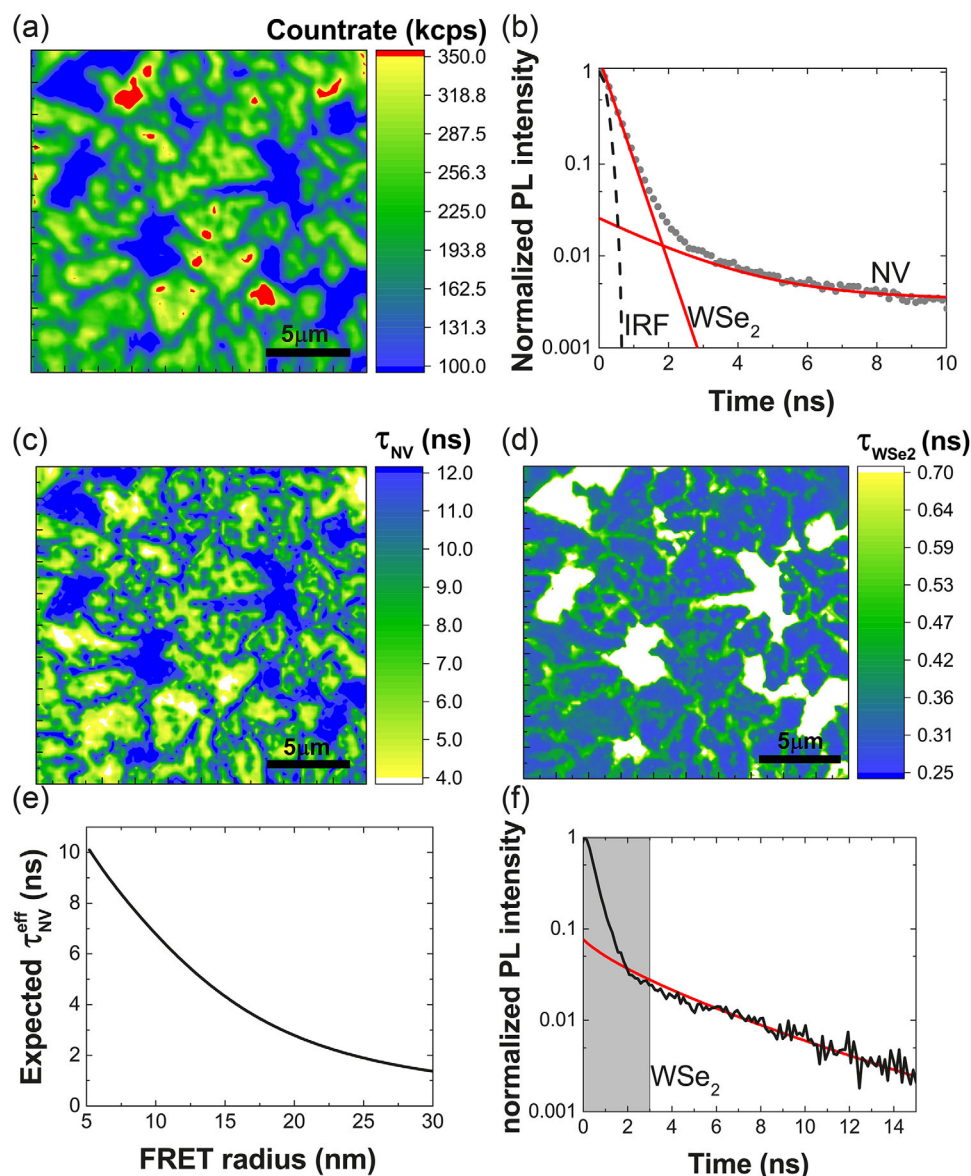 (a)
Countrate (kcps)
350.0
318.8
287.5
256.3
225.0
193.8
162.5
131.3
100.0
5μm
(b)
Normalized PL intensity
1
0.1
0.01
0.001
IRF
WSe₂
NV
0 2 4 6 8 10
Time (ns)
(c)
τNV (ns)
12.0
11.0
10.0
9.0
8.0
7.0
6.0
5.0
4.0
5μm
(d)
τWSe2 (ns)
0.70
0.64
0.59
0.53
0.47
0.42
0.36
0.31
0.25
5μm
(e)
Expected τNVeff (ns)
10
8
6
4
2
0
5 10 15 20 25 30
FRET radius (nm)
(f)
normalized PL intensity
1
0.1
0.01
0.001
WSe₂
0 2 4 6 8 10 12 14
Time (ns)